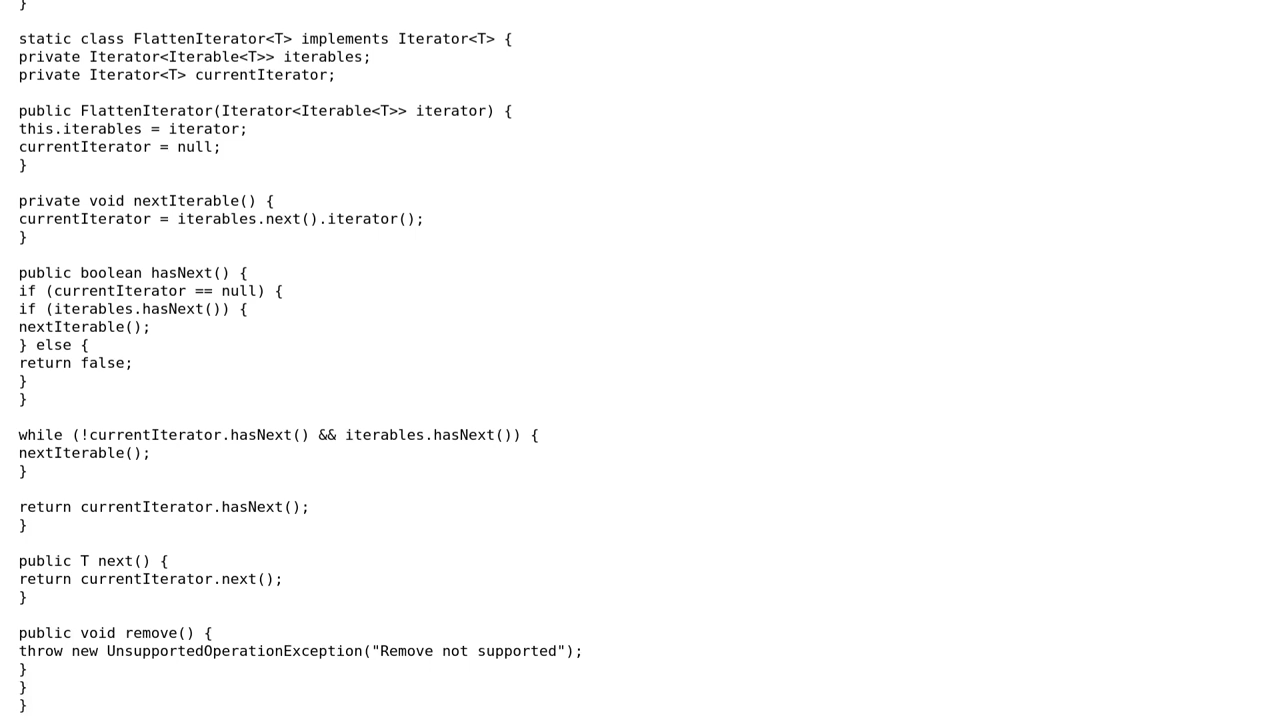 }
static class FlattenIterator<T> implements Iterator<T> {
private Iterator<Iterable<T>> iterables;
private Iterator<T> currentIterator;
public FlattenIterator(Iterator<Iterable<T>> iterator) {
this.iterables = iterator;
currentIterator = null;
}
private void nextIterable() {
currentIterator = iterables.next().iterator();
}
public boolean hasNext() {
if (currentIterator == null) {
if (iterables.hasNext()) {
nextIterable();
} else {
return false;
}
}
while (!currentIterator.hasNext() && iterables.hasNext()) {
nextIterable();
}
return currentIterator.hasNext();
}
public T next() {
return currentIterator.next();
}
public void remove() {
throw new UnsupportedOperationException("Remove not supported");
}
}
}